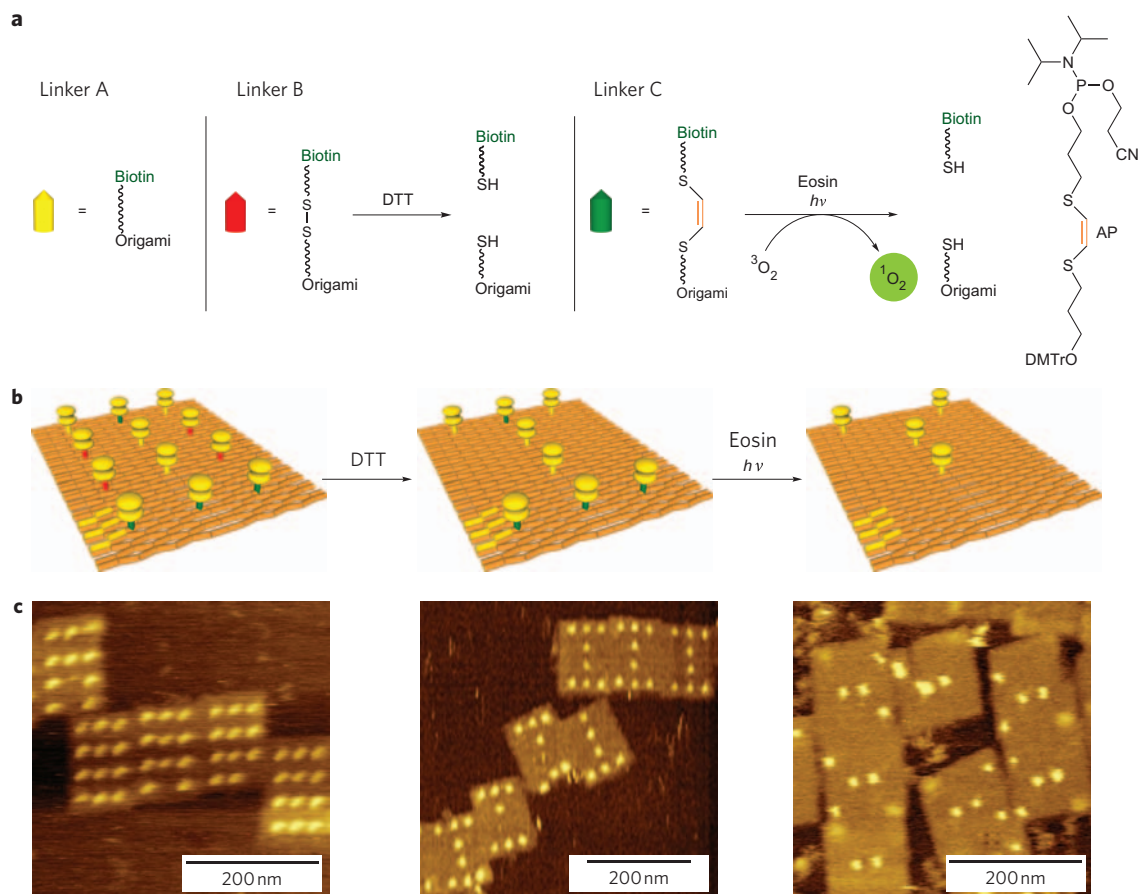 a
Linker A
Linker B
Linker C
Biotin
=
Origami
Biotin
S
S
Origami
=
DTT
Biotin
SH
SH
Origami
=
Biotin
S
S
Origami
Eosin
hν
³O₂
¹O₂
Biotin
SH
SH
Origami
N
P
O
O
CN
S
AP
S
DMTrO
b
DTT
Eosin
hν
c
200 nm
200 nm
200 nm